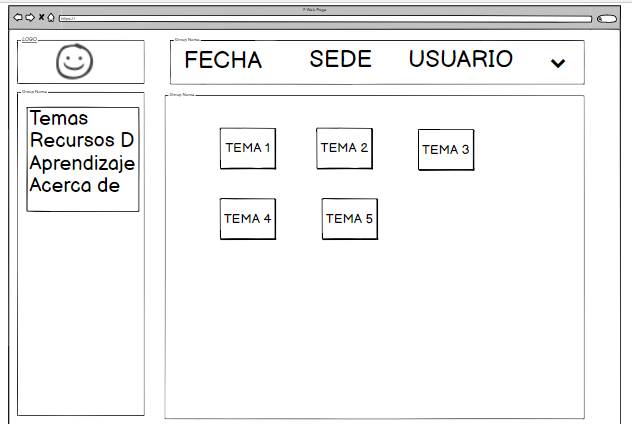 A Web Page
https://
LOGO
Group Name
FECHA SEDE USUARIO
Group Name
Temas
Recursos D
Aprendizaje
Acerca de
Group Name
TEMA 1 TEMA 2 TEMA 3
TEMA 4 TEMA 5